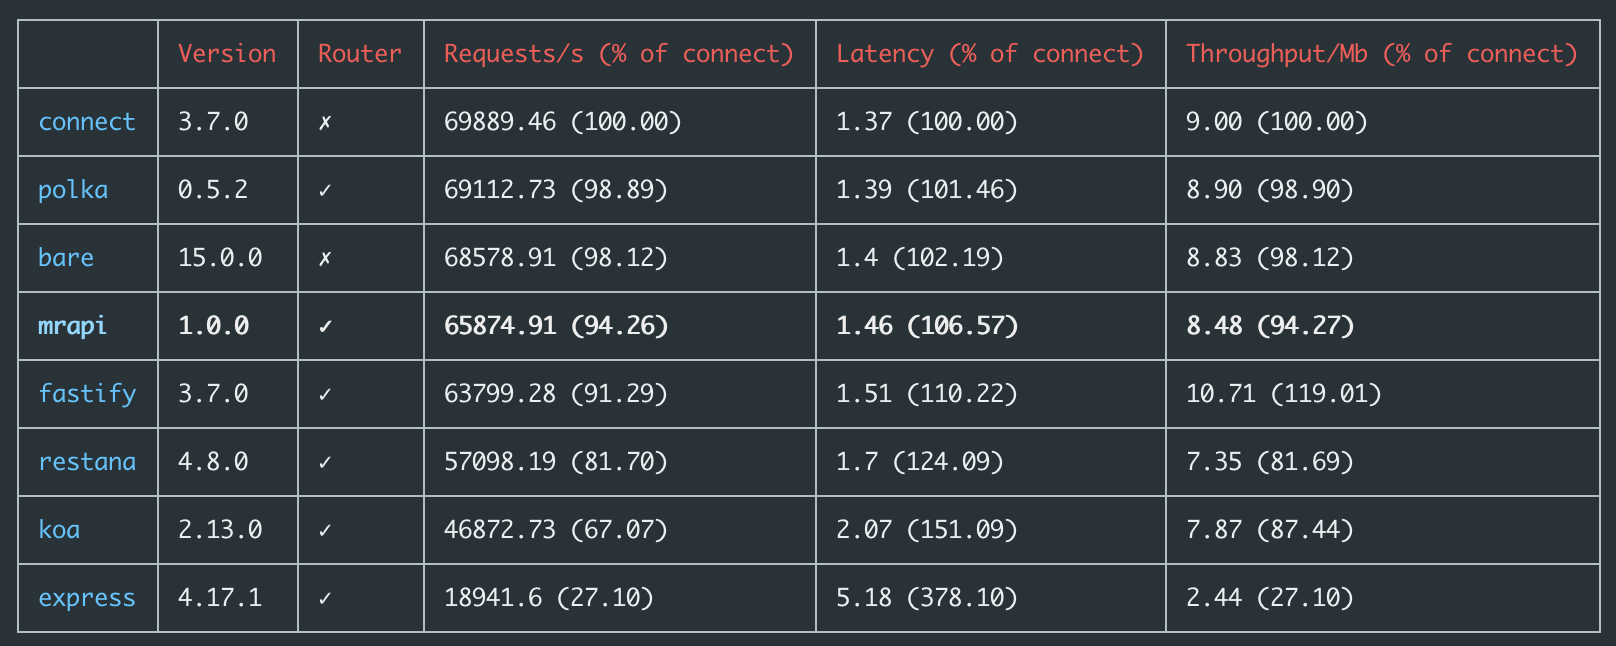 Version Router Requests/s (% of connect) Latency (% of connect) Throughput/Mb (% of connect)
connect 3.7.0 ✗ 69889.46 (100.00) 1.37 (100.00) 9.00 (100.00)
polka 0.5.2 ✓ 69112.73 (98.89) 1.39 (101.46) 8.90 (98.90)
bare 15.0.0 ✗ 68578.91 (98.12) 1.4 (102.19) 8.83 (98.12)
mrapi 1.0.0 ✓ 65874.91 (94.26) 1.46 (106.57) 8.48 (94.27)
fastify 3.7.0 ✓ 63799.28 (91.29) 1.51 (110.22) 10.71 (119.01)
restana 4.8.0 ✓ 57098.19 (81.70) 1.7 (124.09) 7.35 (81.69)
koa 2.13.0 ✓ 46872.73 (67.07) 2.07 (151.09) 7.87 (87.44)
express 4.17.1 ✓ 18941.6 (27.10) 5.18 (378.10) 2.44 (27.10)